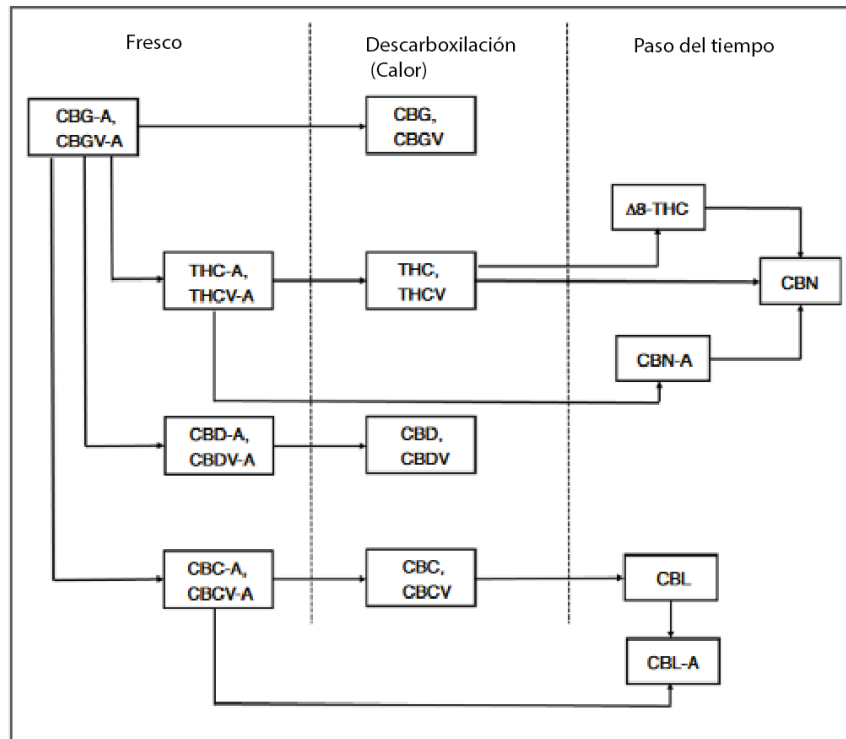 Fresco
Descarboxilación
(Calor)
Paso del tiempo
CBG-A,
CBGV-A
CBG,
CBGV
Δ8-THC
THC-A,
THCV-A
THC,
THCV
CBN
CBN-A
CBD-A,
CBDV-A
CBD,
CBDV
CBC-A,
CBCV-A
CBC,
CBCV
CBL
CBL-A